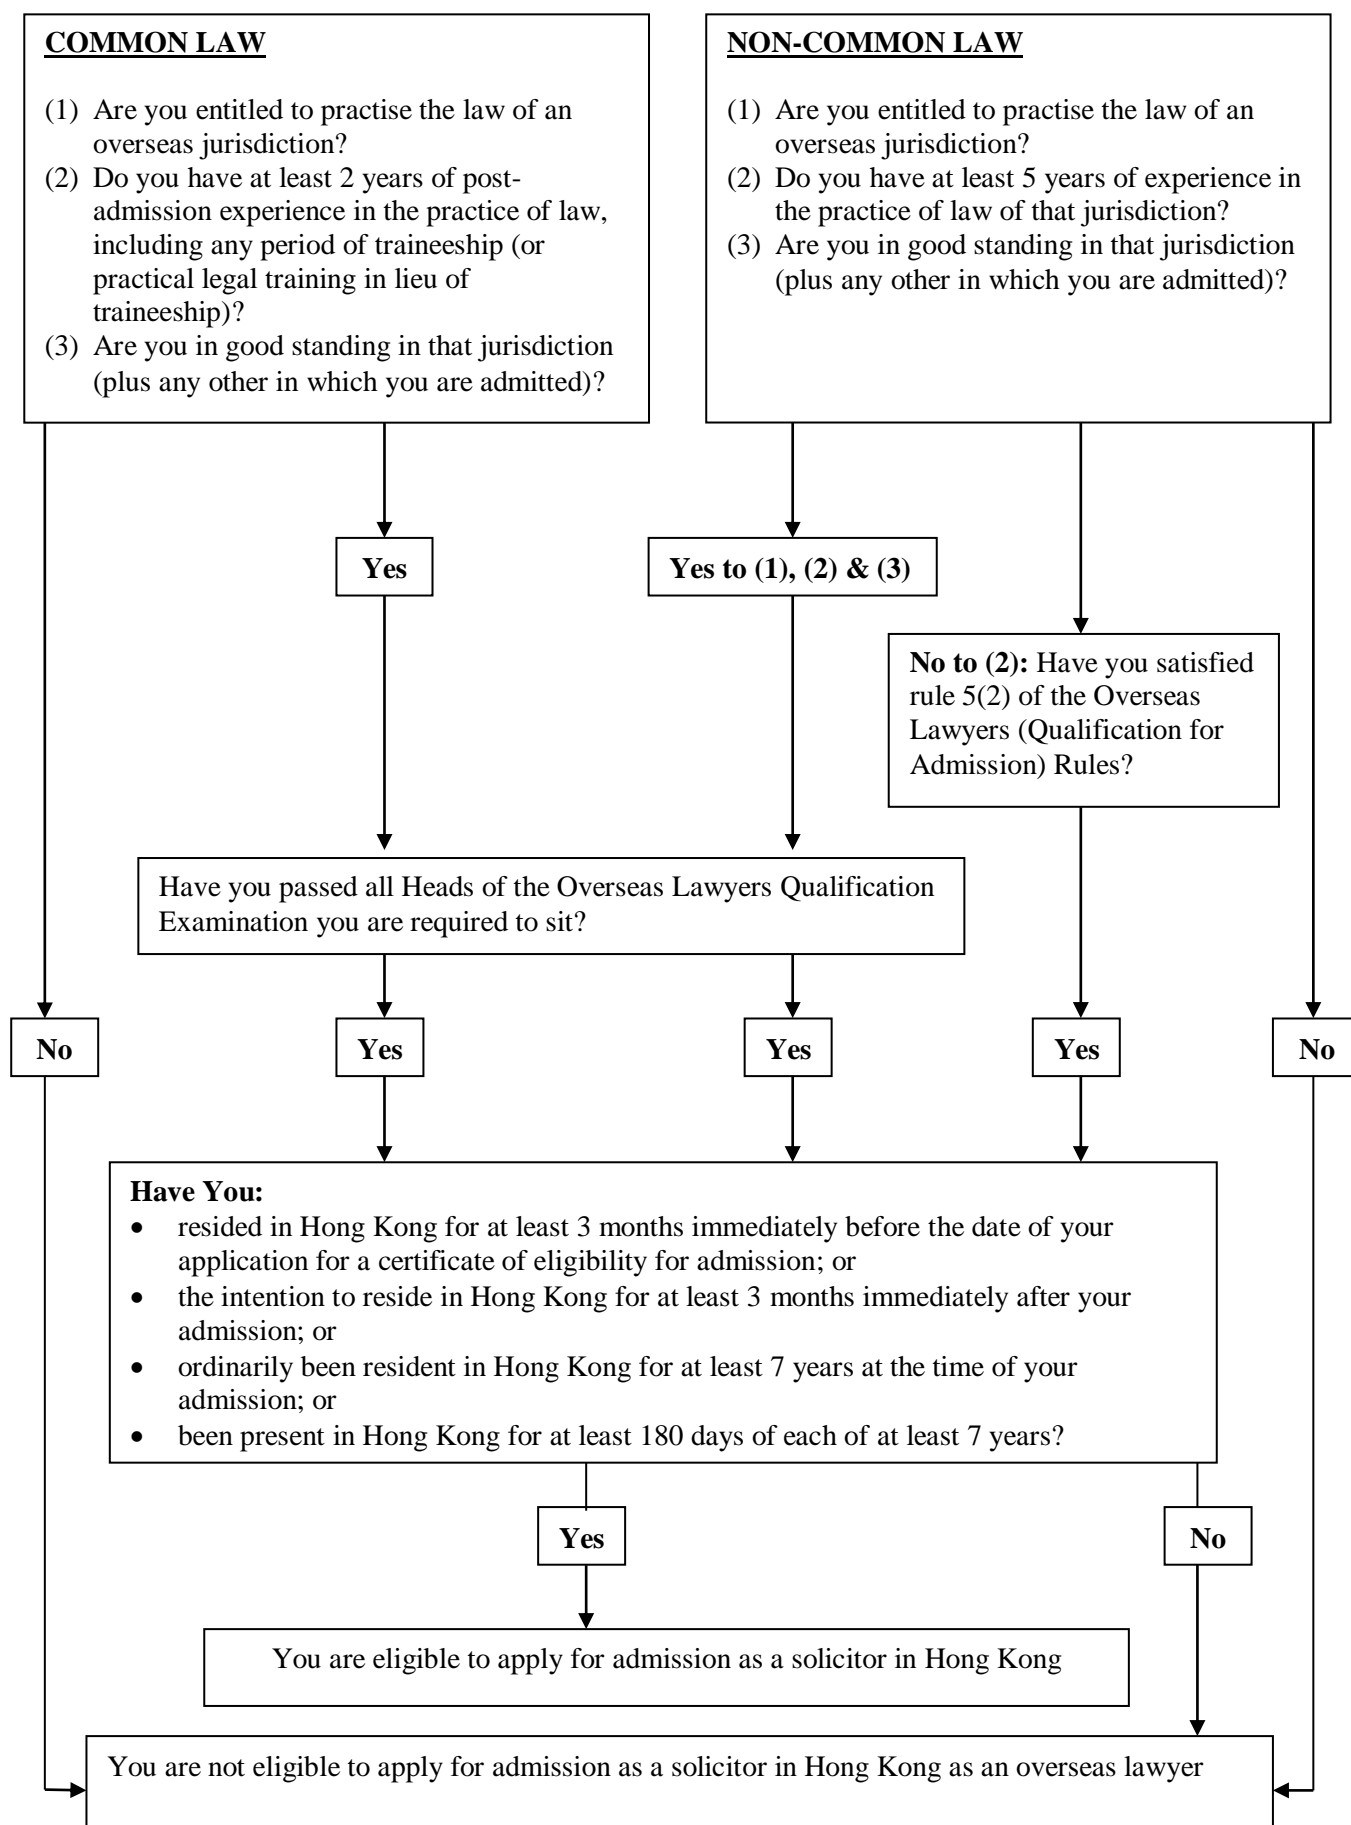 COMMON LAW
(1) Are you entitled to practise the law of an
overseas jurisdiction?
(2) Do you have at least 2 years of post-
admission experience in the practice of law,
including any period of traineeship (or
practical legal training in lieu of
traineeship)?
(3) Are you in good standing in that jurisdiction
(plus any other in which you are admitted)?
NON-COMMON LAW
(1) Are you entitled to practise the law of an
overseas jurisdiction?
(2) Do you have at least 5 years of experience in
the practice of law of that jurisdiction?
(3) Are you in good standing in that jurisdiction
(plus any other in which you are admitted)?
Yes
Yes to (1), (2) & (3)
No to (2): Have you satisfied
rule 5(2) of the Overseas
Lawyers (Qualification for
Admission) Rules?
Have you passed all Heads of the Overseas Lawyers Qualification
Examination you are required to sit?
No
Yes
Yes
Yes
No
Have You:
• resided in Hong Kong for at least 3 months immediately before the date of your
application for a certificate of eligibility for admission; or
• the intention to reside in Hong Kong for at least 3 months immediately after your
admission; or
• ordinarily been resident in Hong Kong for at least 7 years at the time of your
admission; or
• been present in Hong Kong for at least 180 days of each of at least 7 years?
Yes
No
You are eligible to apply for admission as a solicitor in Hong Kong
You are not eligible to apply for admission as a solicitor in Hong Kong as an overseas lawyer